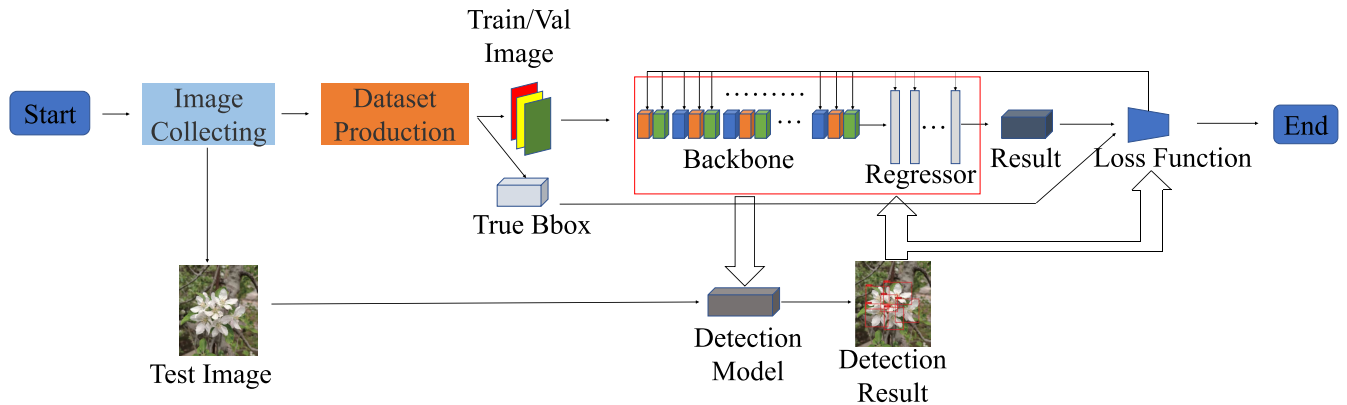 Train/Val
Image
Start
Image
Collecting
Dataset
Production
End
Backbone
Regressor
Result
Loss Function
True Bbox
Test Image
Detection
Model
Detection
Result